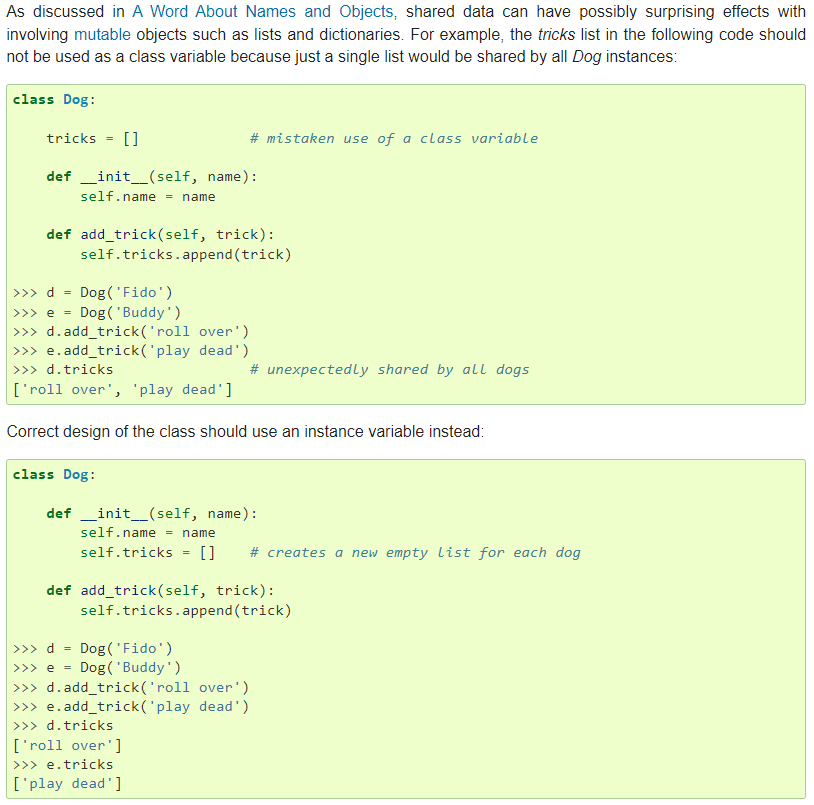 As discussed in A Word About Names and Objects, shared data can have possibly surprising effects with
involving mutable objects such as lists and dictionaries. For example, the tricks list in the following code should
not be used as a class variable because just a single list would be shared by all Dog instances:
class Dog:
    tricks = []             # mistaken use of a class variable
    def __init__(self, name):
        self.name = name
    def add_trick(self, trick):
        self.tricks.append(trick)
>>> d = Dog('Fido')
>>> e = Dog('Buddy')
>>> d.add_trick('roll over')
>>> e.add_trick('play dead')
>>> d.tricks                # unexpectedly shared by all dogs
['roll over', 'play dead']
Correct design of the class should use an instance variable instead:
class Dog:
    def __init__(self, name):
        self.name = name
        self.tricks = []    # creates a new empty list for each dog
    def add_trick(self, trick):
        self.tricks.append(trick)
>>> d = Dog('Fido')
>>> e = Dog('Buddy')
>>> d.add_trick('roll over')
>>> e.add_trick('play dead')
>>> d.tricks
['roll over']
>>> e.tricks
['play dead']